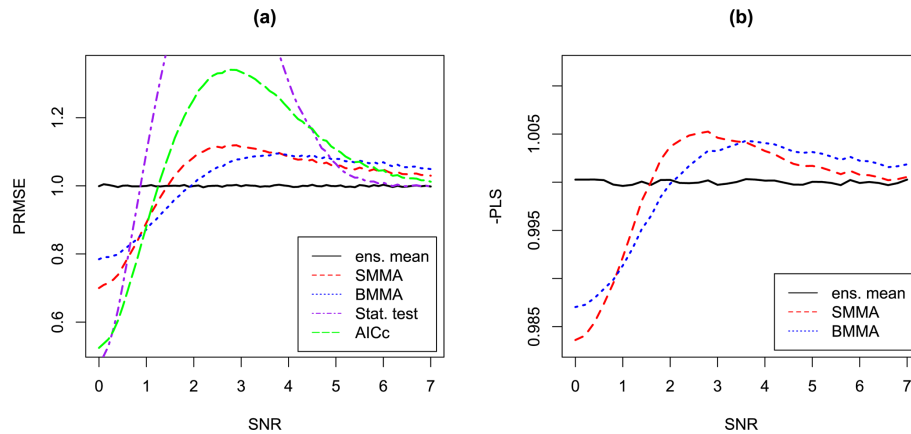 (a)
PRMSE
1.2
1.0
0.8
0.6
ens. mean
SMMA
BMMA
Stat. test
AICc
0 1 2 3 4 5 6 7
SNR
(b)
-PLS
1.005
0.995
0.985
ens. mean
SMMA
BMMA
0 1 2 3 4 5 6 7
SNR